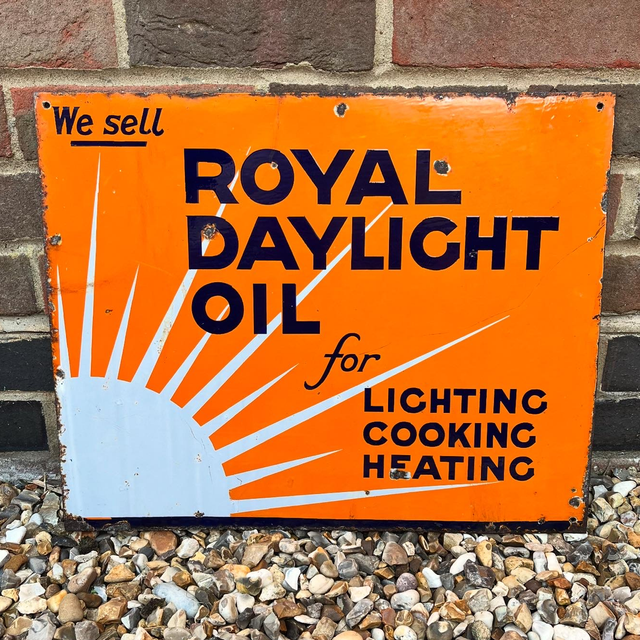 We sell
ROYAL
DAYLIGHT
OIL
for
LIGHTING
COOKING
HEATING